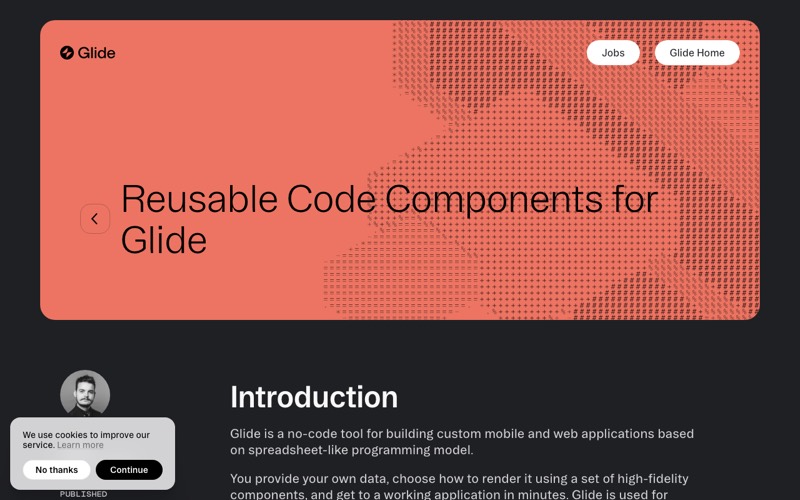 Glide
Jobs
Glide Home
Reusable Code Components for
Glide
Introduction
Glide is a no-code tool for building custom mobile and web applications based
on spreadsheet-like programming model.
You provide your own data, choose how to render it using a set of high-fidelity
components, and get to a working application in minutes. Glide is used for
We use cookies to improve our
service. Learn more
No thanks
Continue
PUBLISHED